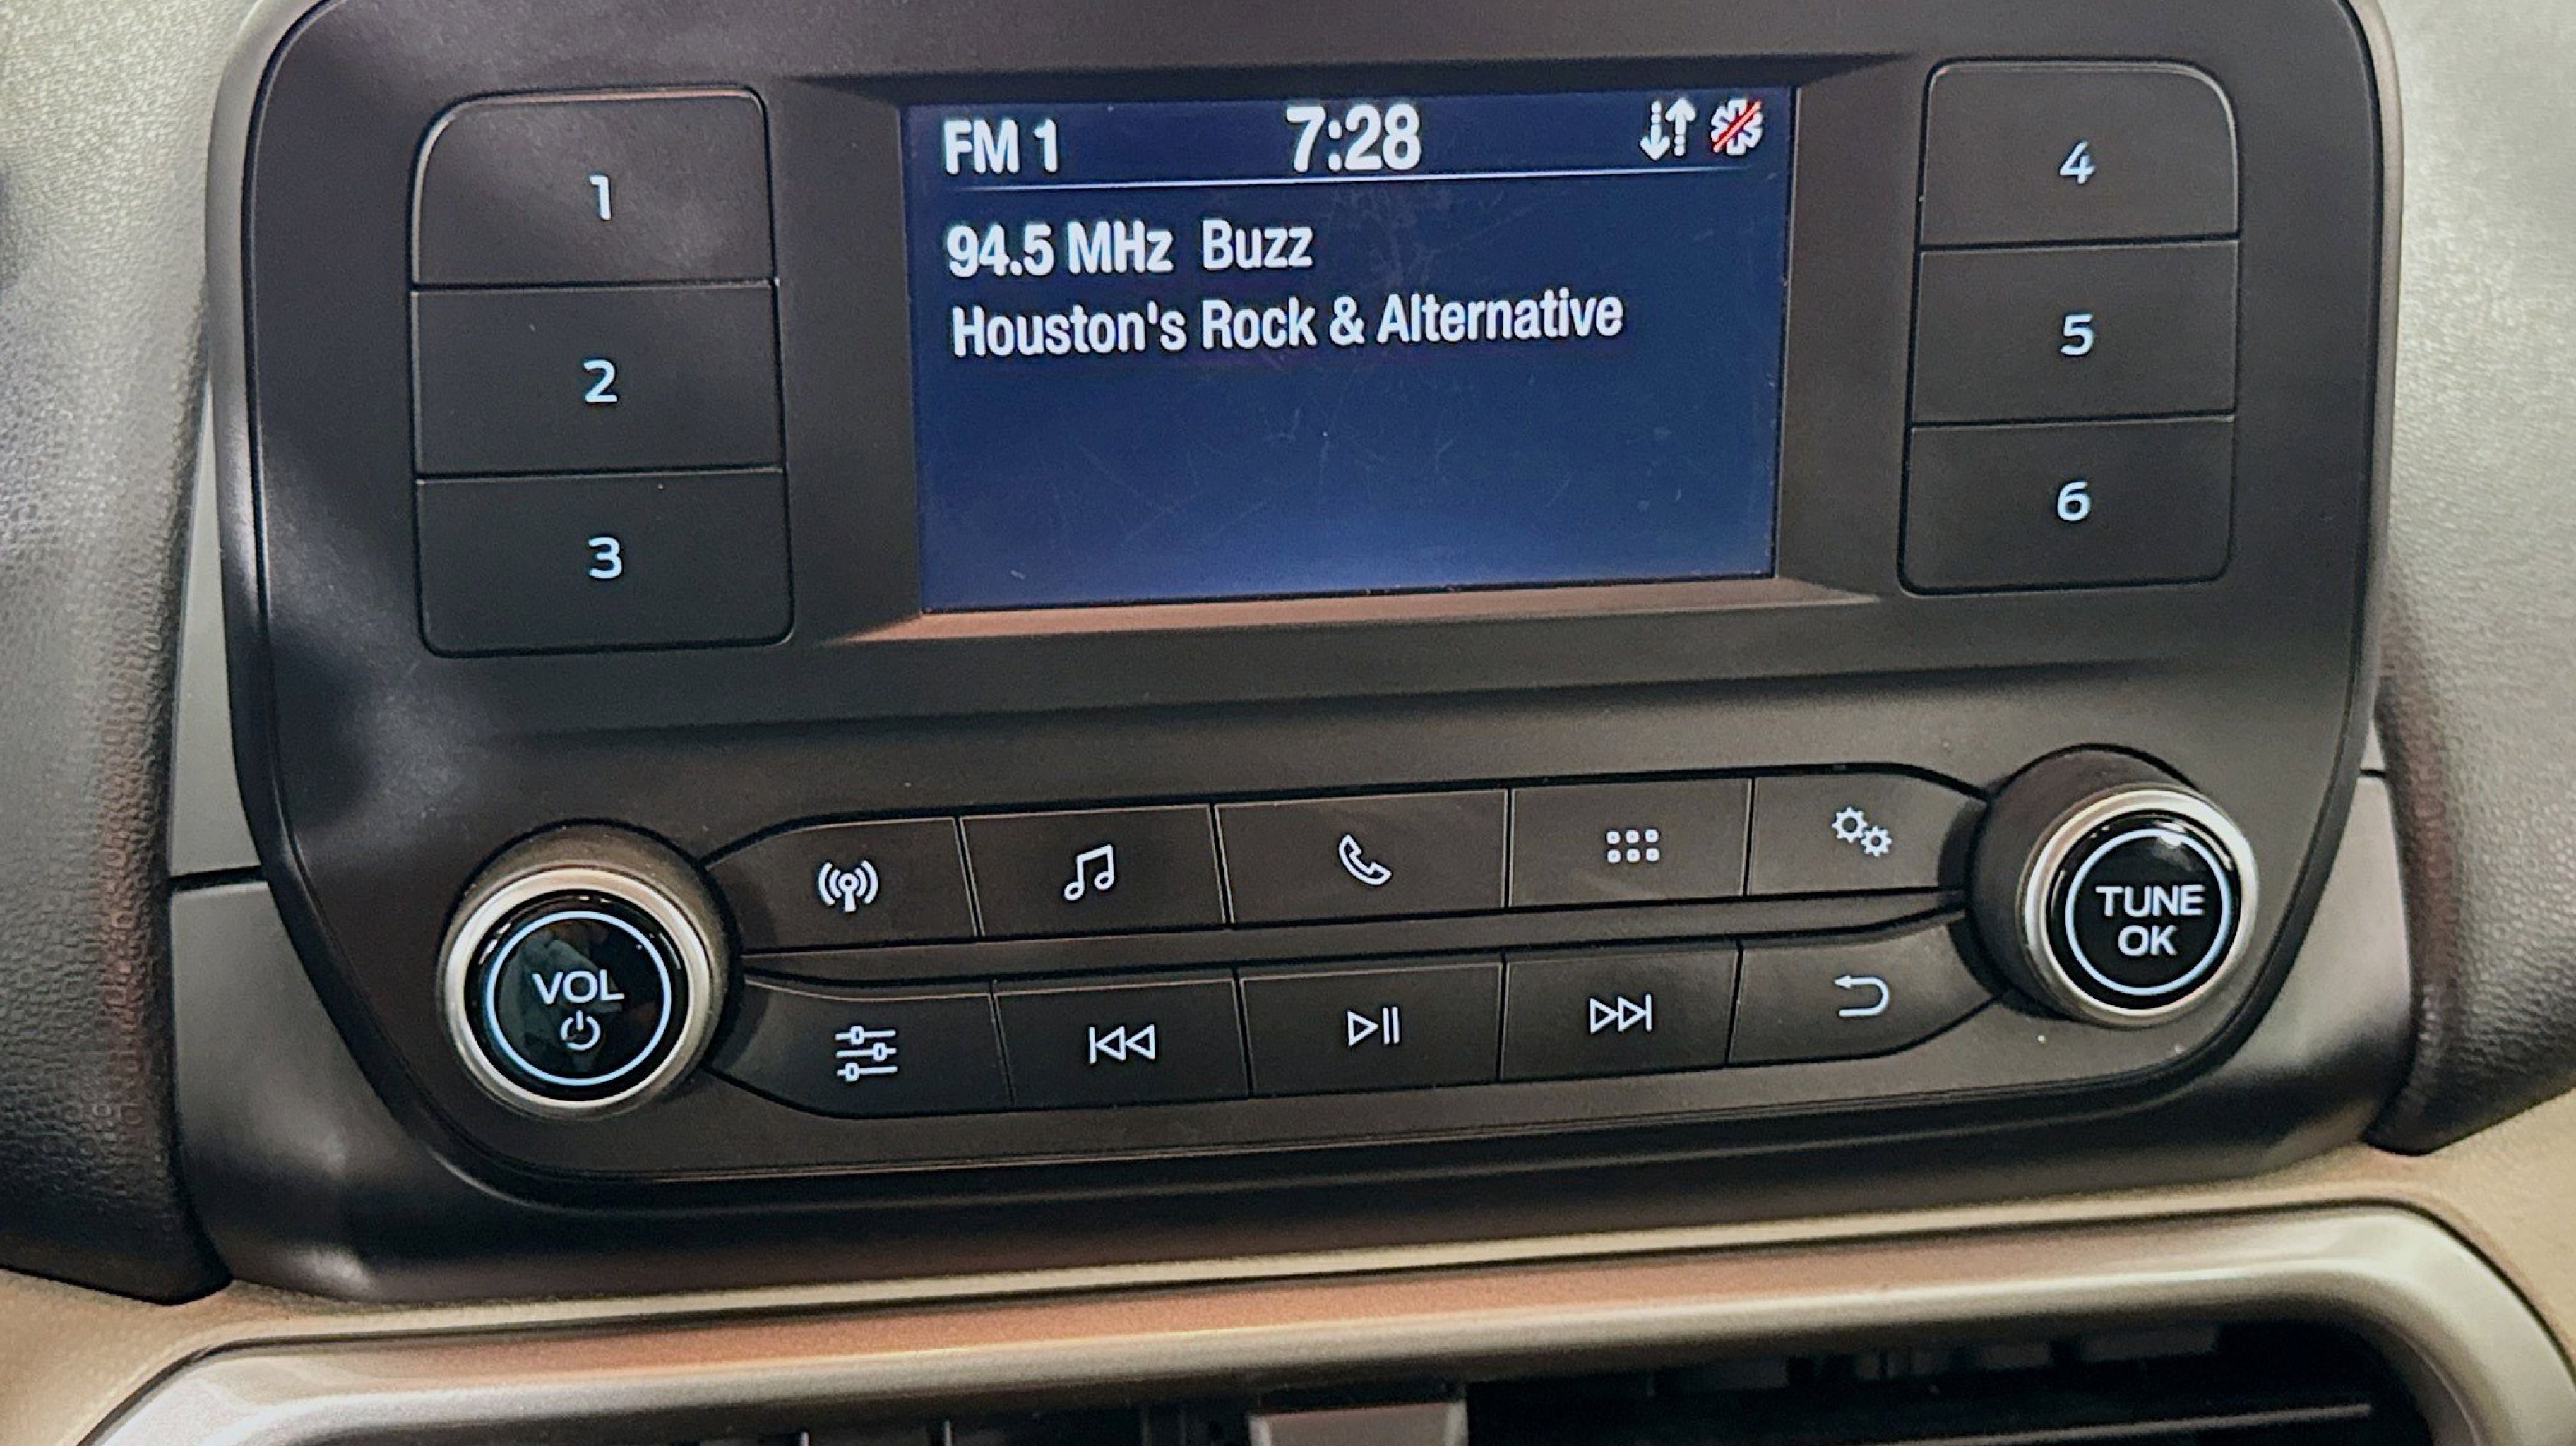 FM 1 7:28
94.5 MHz Buzz
Houston's Rock & Alternative
1
2
3
4
5
6
VOL
TUNE
OK